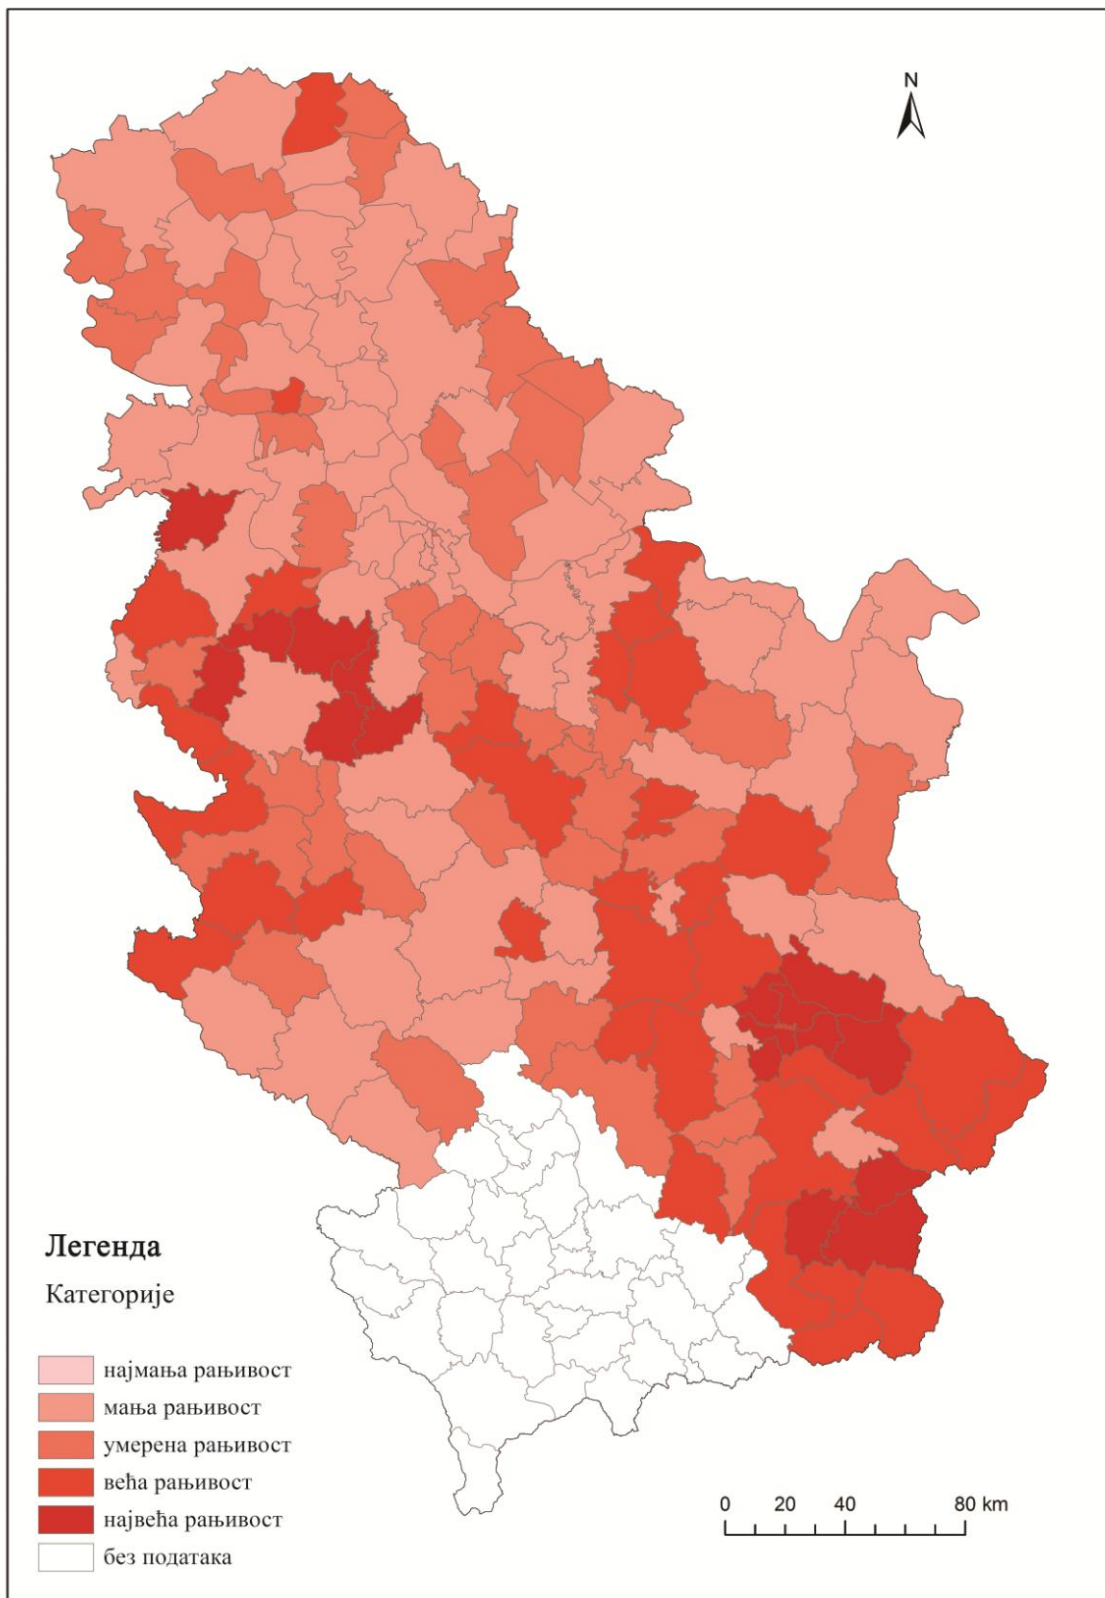 N
Легенда
Категорије
најмања рањивост
мања рањивост
умерена рањивост
већа рањивост
највећа рањивост
без података
0 20 40 80 km